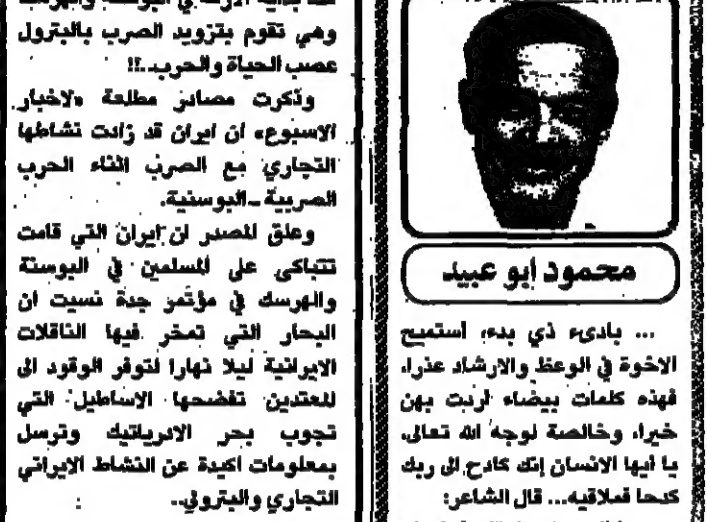 محمود ابو عبيد
... بادىء ذي بدء، استميح
الاخوة في الوعظ والارشاد عذرا،
فهذه كلمات بيضاء اردت بهن
خيرا، وخالصة لوجه الله تعالى،
يا أيها الانسان إنك كادح الى ربك
كدحا فملاقيه... قال الشاعر:
وهي تقوم بتزويد الصرب بالبترول
عصب الحياة والحرب..!!
وذكرت مصادر مطلعة «لاخبار
الاسبوع» ان ايران قد زادت نشاطها
التجاري مع الصرب اثناء الحرب
الصربية ـ البوسنية.
وعلق المصدر ان ايران التي قامت
تتباكى على المسلمين في البوسنة
والهرسك في مؤتمر جدة نسيت ان
البحار التي تمخر فيها الناقلات
الايرانية ليلا نهارا لتوفر الوقود الى
للمعتدين تفضحها الاساطيل التي
تجوب بحر الادرياتيك وترسل
بمعلومات اكيدة عن النشاط الايراني
التجاري والبترولي..